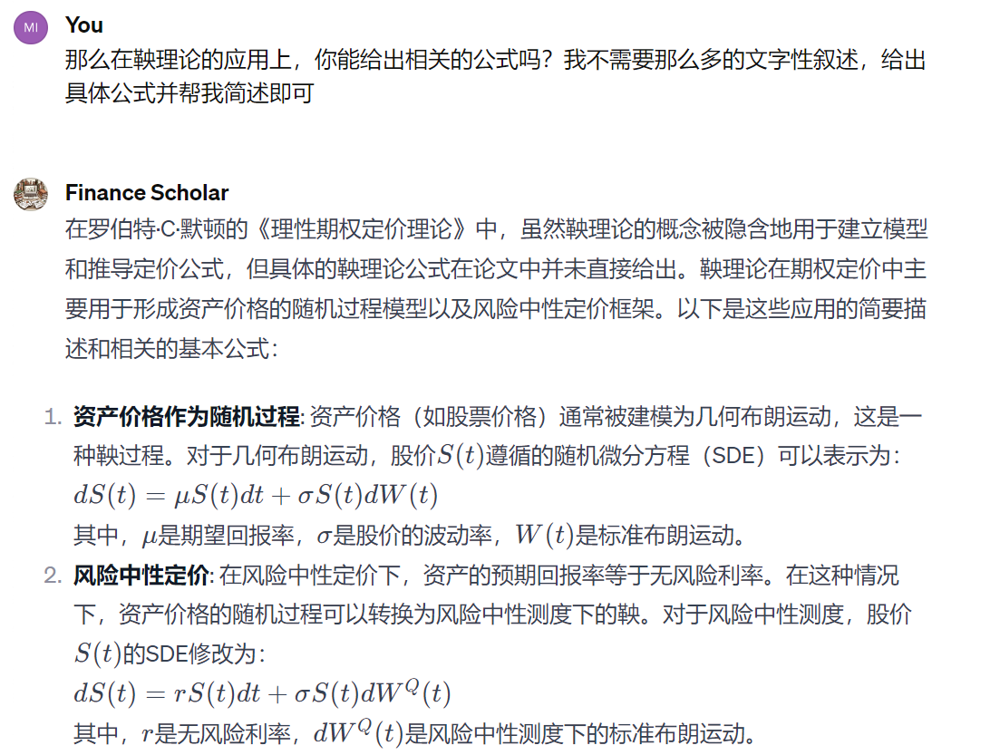 MI
You
那么在鞅理论的应用上，你能给出相关的公式吗？我不需要那么多的文字性叙述，给出
具体公式并帮我简述即可
Finance Scholar
在罗伯特·C·默顿的《理性期权定价理论》中，虽然鞅理论的概念被隐含地用于建立模型
和推导定价公式，但具体的鞅理论公式在论文中并未直接给出。鞅理论在期权定价中主
要用于形成资产价格的随机过程模型以及风险中性定价框架。以下是这些应用的简要描
述和相关的基本公式：
1. 资产价格作为随机过程: 资产价格（如股票价格）通常被建模为几何布朗运动，这是一
种鞅过程。对于几何布朗运动，股价S(t)遵循的随机微分方程（SDE）可以表示为：
dS(t) = μS(t)dt + σS(t)dW(t)
其中，μ是期望回报率，σ是股价的波动率，W(t)是标准布朗运动。
2. 风险中性定价: 在风险中性定价下，资产的预期回报率等于无风险利率。在这种情况
下，资产价格的随机过程可以转换为风险中性测度下的鞅。对于风险中性测度，股价
S(t)的SDE修改为：
dS(t) = rS(t)dt + σS(t)dW^Q(t)
其中，r是无风险利率，dW^Q(t)是风险中性测度下的标准布朗运动。